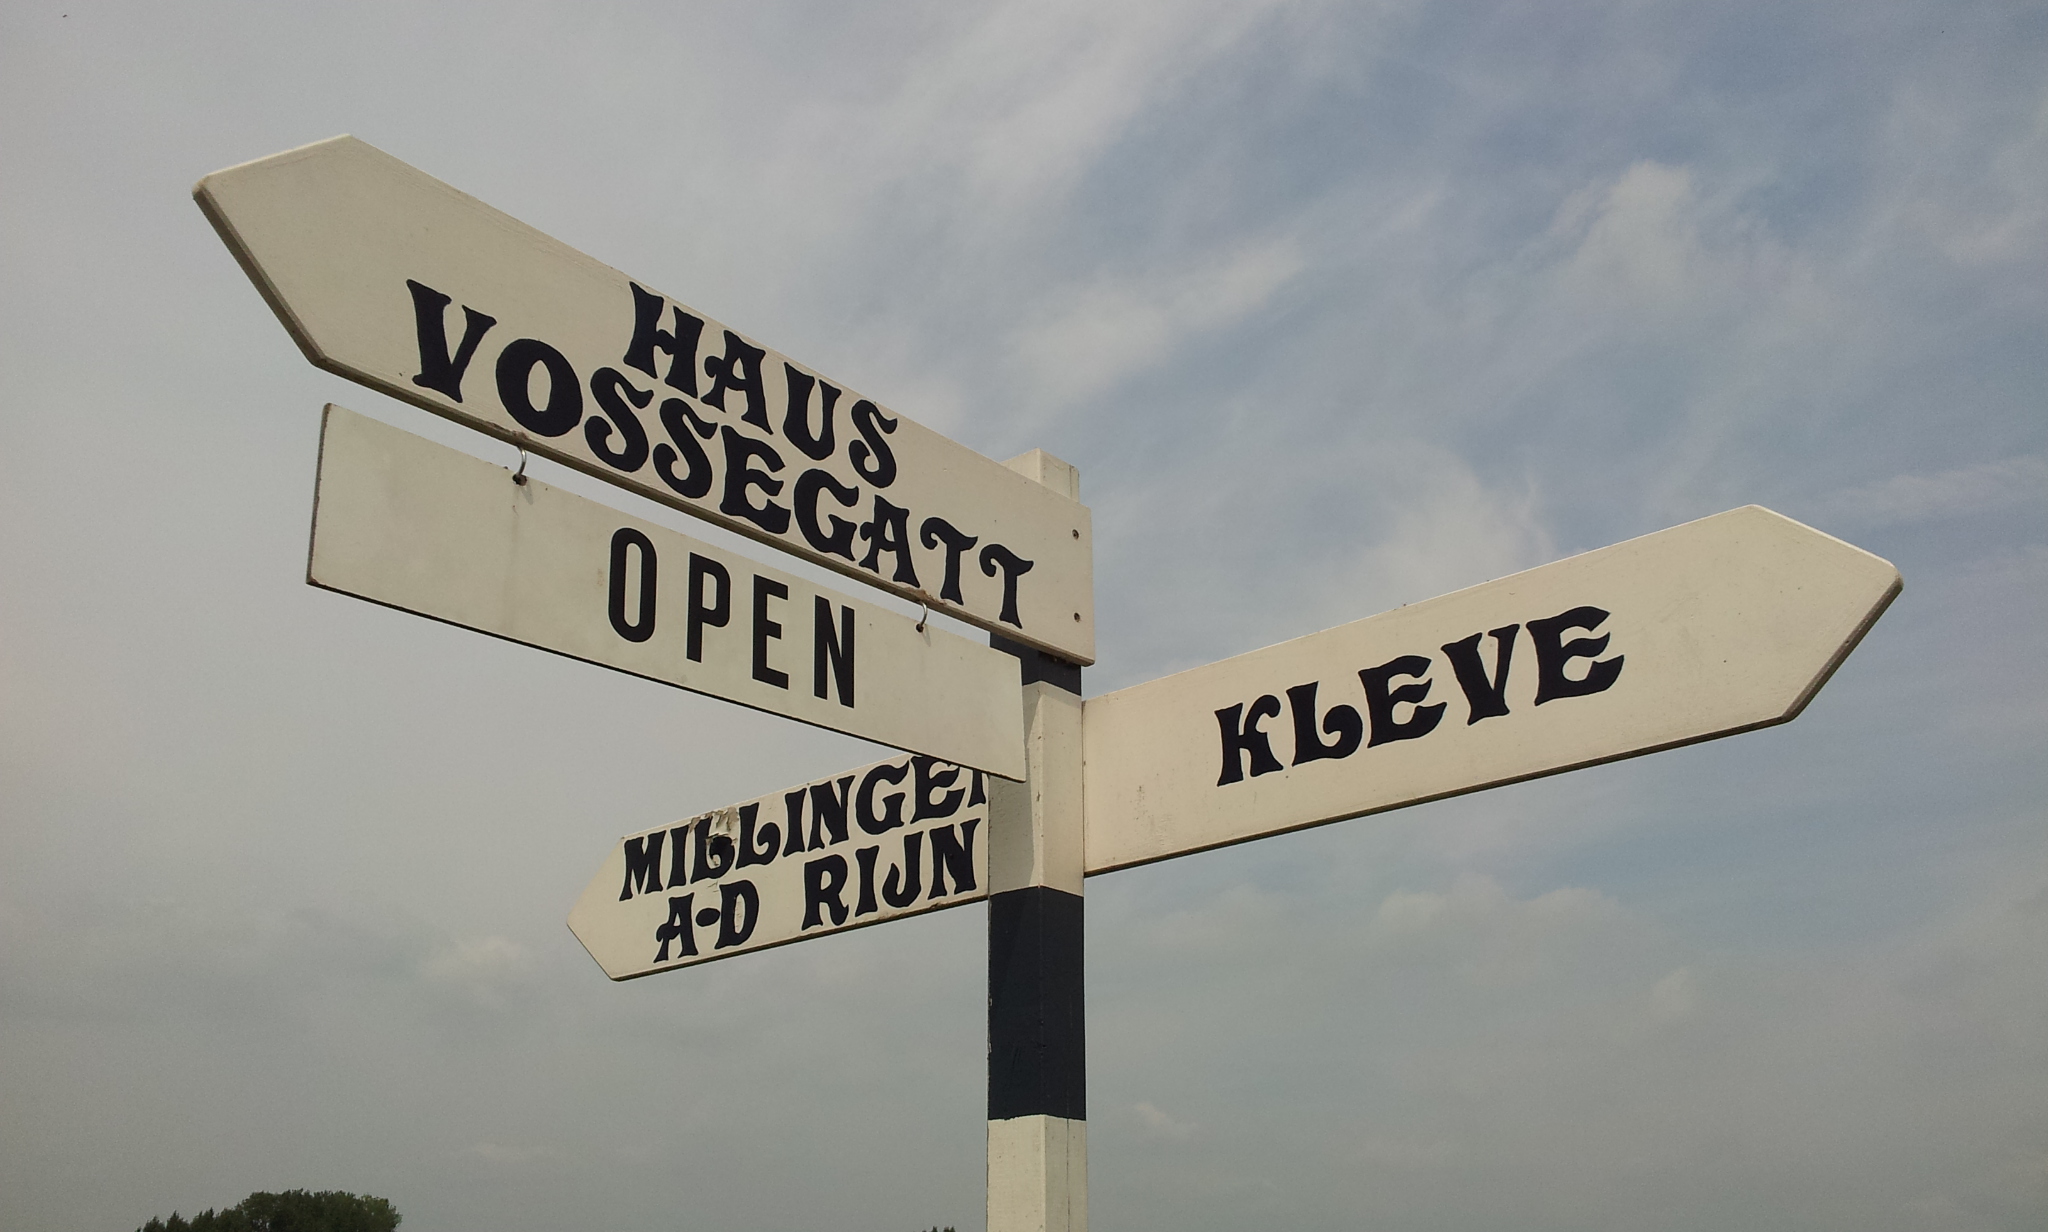 HAUS
VOSSEGATT
OPEN
KLEVE
MILLINGEN
A-D RIJN